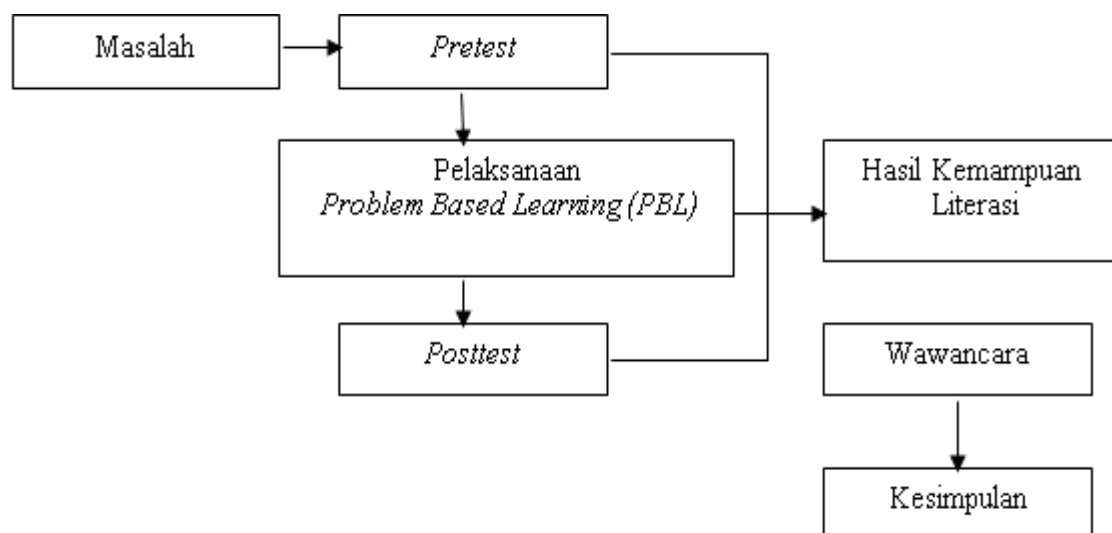 Masalah
Pretest
Pelaksanaan
Problem Based Learning (PBL)
Hasil Kemampuan
Literasi
Posttest
Wawancara
Kesimpulan